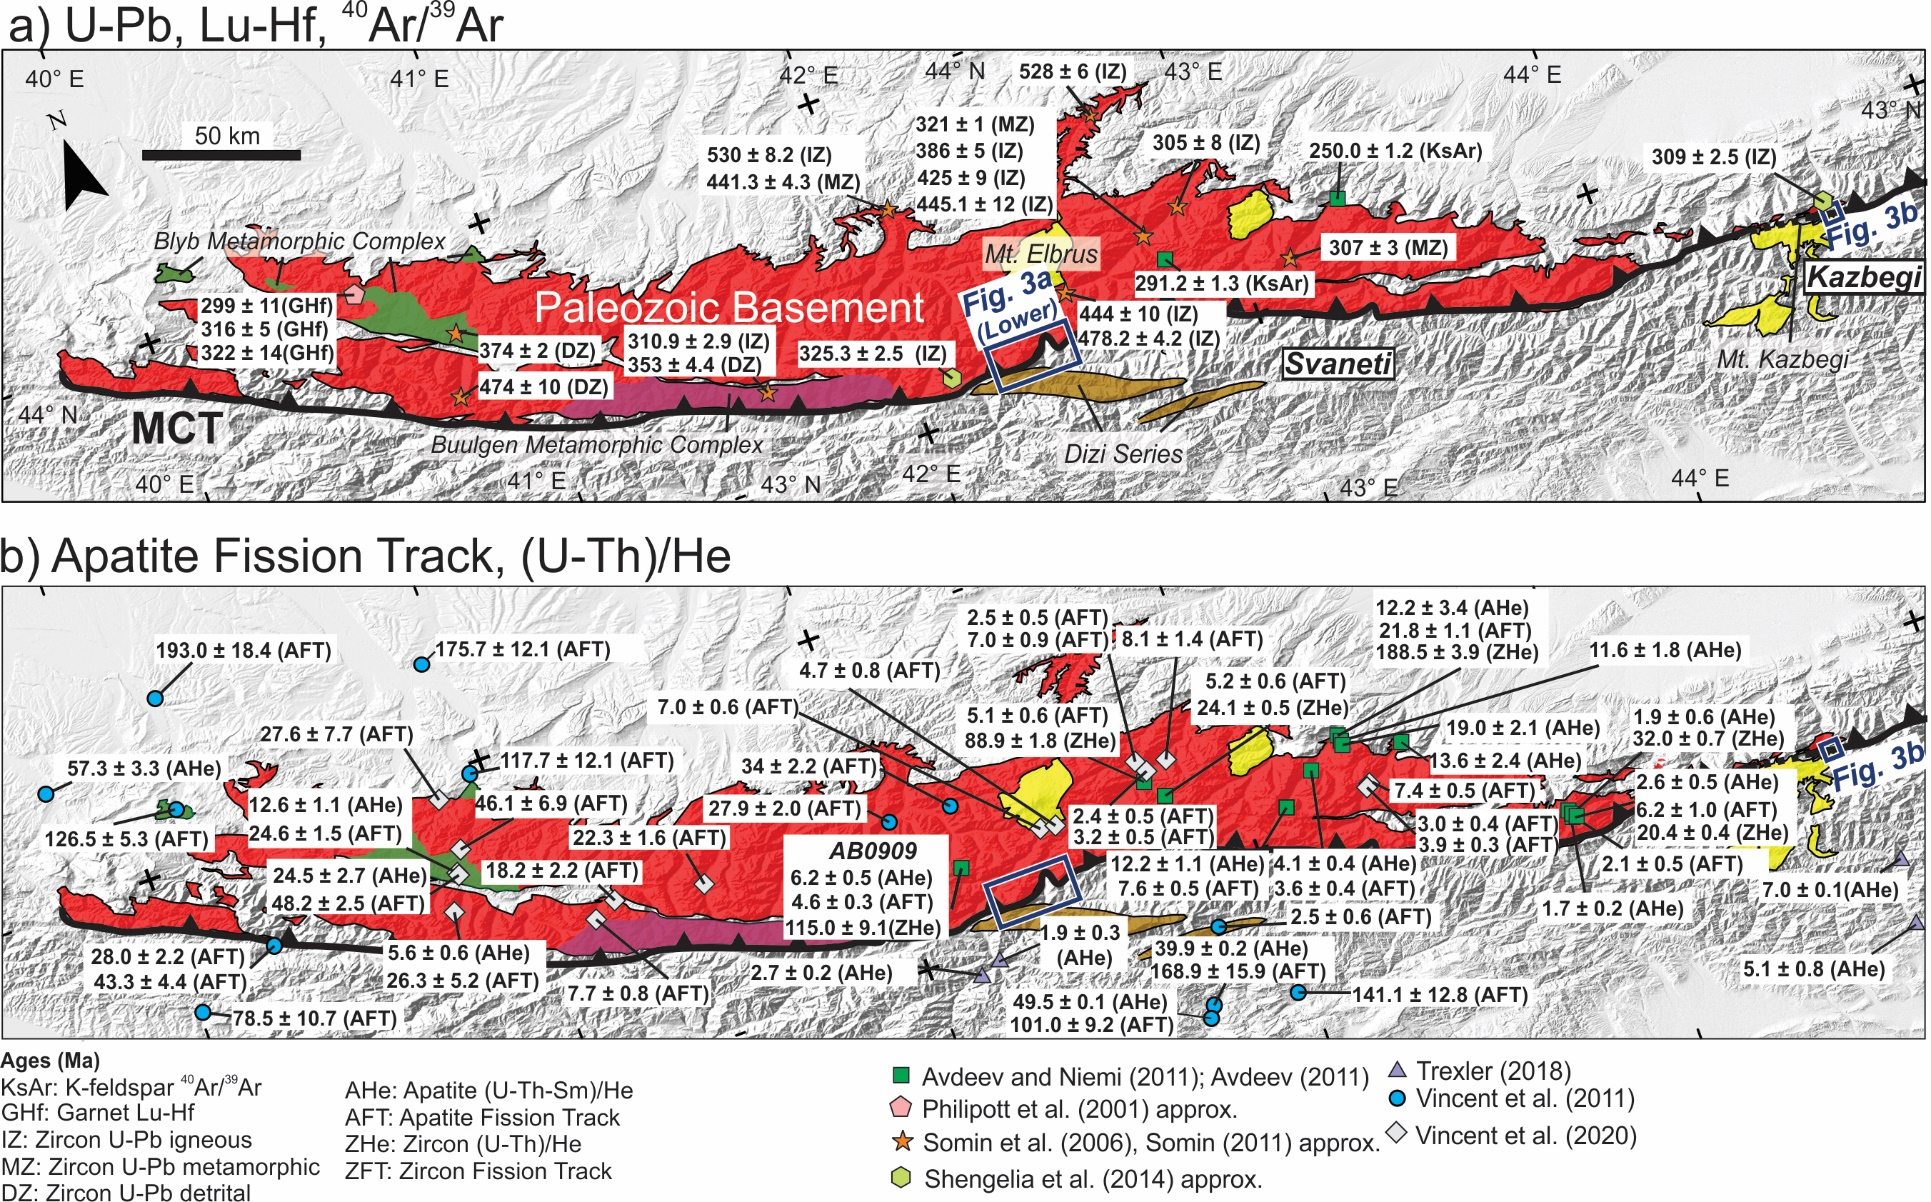 a) U-Pb, Lu-Hf, ⁴⁰Ar/³⁹Ar
40° E
41° E
42° E
44° N
43° E
44° E
43° N
N
50 km
528 ± 6 (IZ)
530 ± 8.2 (IZ)
441.3 ± 4.3 (MZ)
321 ± 1 (MZ)
386 ± 5 (IZ)
425 ± 9 (IZ)
445.1 ± 12 (IZ)
305 ± 8 (IZ)
250.0 ± 1.2 (KsAr)
309 ± 2.5 (IZ)
Fig. 3b
Blyb Metamorphic Complex
Mt. Elbrus
307 ± 3 (MZ)
291.2 ± 1.3 (KsAr)
Kazbegi
299 ± 11(GHf)
316 ± 5 (GHf)
322 ± 14(GHf)
Paleozoic Basement
Fig. 3a
(Lower)
444 ± 10 (IZ)
478.2 ± 4.2 (IZ)
374 ± 2 (DZ)
310.9 ± 2.9 (IZ)
353 ± 4.4 (DZ)
325.3 ± 2.5 (IZ)
474 ± 10 (DZ)
Svaneti
Mt. Kazbegi
44° N
MCT
Buulgen Metamorphic Complex
Dizi Series
40° E
41° E
43° N
42° E
43° E
44° E
b) Apatite Fission Track, (U-Th)/He
193.0 ± 18.4 (AFT)
175.7 ± 12.1 (AFT)
2.5 ± 0.5 (AFT)
7.0 ± 0.9 (AFT)
8.1 ± 1.4 (AFT)
12.2 ± 3.4 (AHe)
21.8 ± 1.1 (AFT)
188.5 ± 3.9 (ZHe)
11.6 ± 1.8 (AHe)
4.7 ± 0.8 (AFT)
5.2 ± 0.6 (AFT)
24.1 ± 0.5 (ZHe)
7.0 ± 0.6 (AFT)
5.1 ± 0.6 (AFT)
88.9 ± 1.8 (ZHe)
19.0 ± 2.1 (AHe)
1.9 ± 0.6 (AHe)
32.0 ± 0.7 (ZHe)
27.6 ± 7.7 (AFT)
57.3 ± 3.3 (AHe)
117.7 ± 12.1 (AFT)
34 ± 2.2 (AFT)
13.6 ± 2.4 (AHe)
Fig. 3b
12.6 ± 1.1 (AHe)
24.6 ± 1.5 (AFT)
46.1 ± 6.9 (AFT)
27.9 ± 2.0 (AFT)
7.4 ± 0.5 (AFT)
2.6 ± 0.5 (AHe)
6.2 ± 1.0 (AFT)
20.4 ± 0.4 (ZHe)
126.5 ± 5.3 (AFT)
22.3 ± 1.6 (AFT)
2.4 ± 0.5 (AFT)
3.2 ± 0.5 (AFT)
3.0 ± 0.4 (AFT)
3.9 ± 0.3 (AFT)
24.5 ± 2.7 (AHe)
48.2 ± 2.5 (AFT)
18.2 ± 2.2 (AFT)
AB0909
6.2 ± 0.5 (AHe)
4.6 ± 0.3 (AFT)
115.0 ± 9.1(ZHe)
12.2 ± 1.1 (AHe)
7.6 ± 0.5 (AFT)
4.1 ± 0.4 (AHe)
3.6 ± 0.4 (AFT)
2.1 ± 0.5 (AFT)
7.0 ± 0.1(AHe)
1.7 ± 0.2 (AHe)
2.5 ± 0.6 (AFT)
28.0 ± 2.2 (AFT)
43.3 ± 4.4 (AFT)
5.6 ± 0.6 (AHe)
26.3 ± 5.2 (AFT)
7.7 ± 0.8 (AFT)
2.7 ± 0.2 (AHe)
1.9 ± 0.3
(AHe)
39.9 ± 0.2 (AHe)
168.9 ± 15.9 (AFT)
5.1 ± 0.8 (AHe)
49.5 ± 0.1 (AHe)
101.0 ± 9.2 (AFT)
141.1 ± 12.8 (AFT)
78.5 ± 10.7 (AFT)
Ages (Ma)
KsAr: K-feldspar ⁴⁰Ar/³⁹Ar
GHf: Garnet Lu-Hf
IZ: Zircon U-Pb igneous
MZ: Zircon U-Pb metamorphic
DZ: Zircon U-Pb detrital
AHe: Apatite (U-Th-Sm)/He
AFT: Apatite Fission Track
ZHe: Zircon (U-Th)/He
ZFT: Zircon Fission Track
Avdeev and Niemi (2011); Avdeev (2011)
Philipott et al. (2001) approx.
Somin et al. (2006), Somin (2011) approx.
Shengelia et al. (2014) approx.
Trexler (2018)
Vincent et al. (2011)
Vincent et al. (2020)